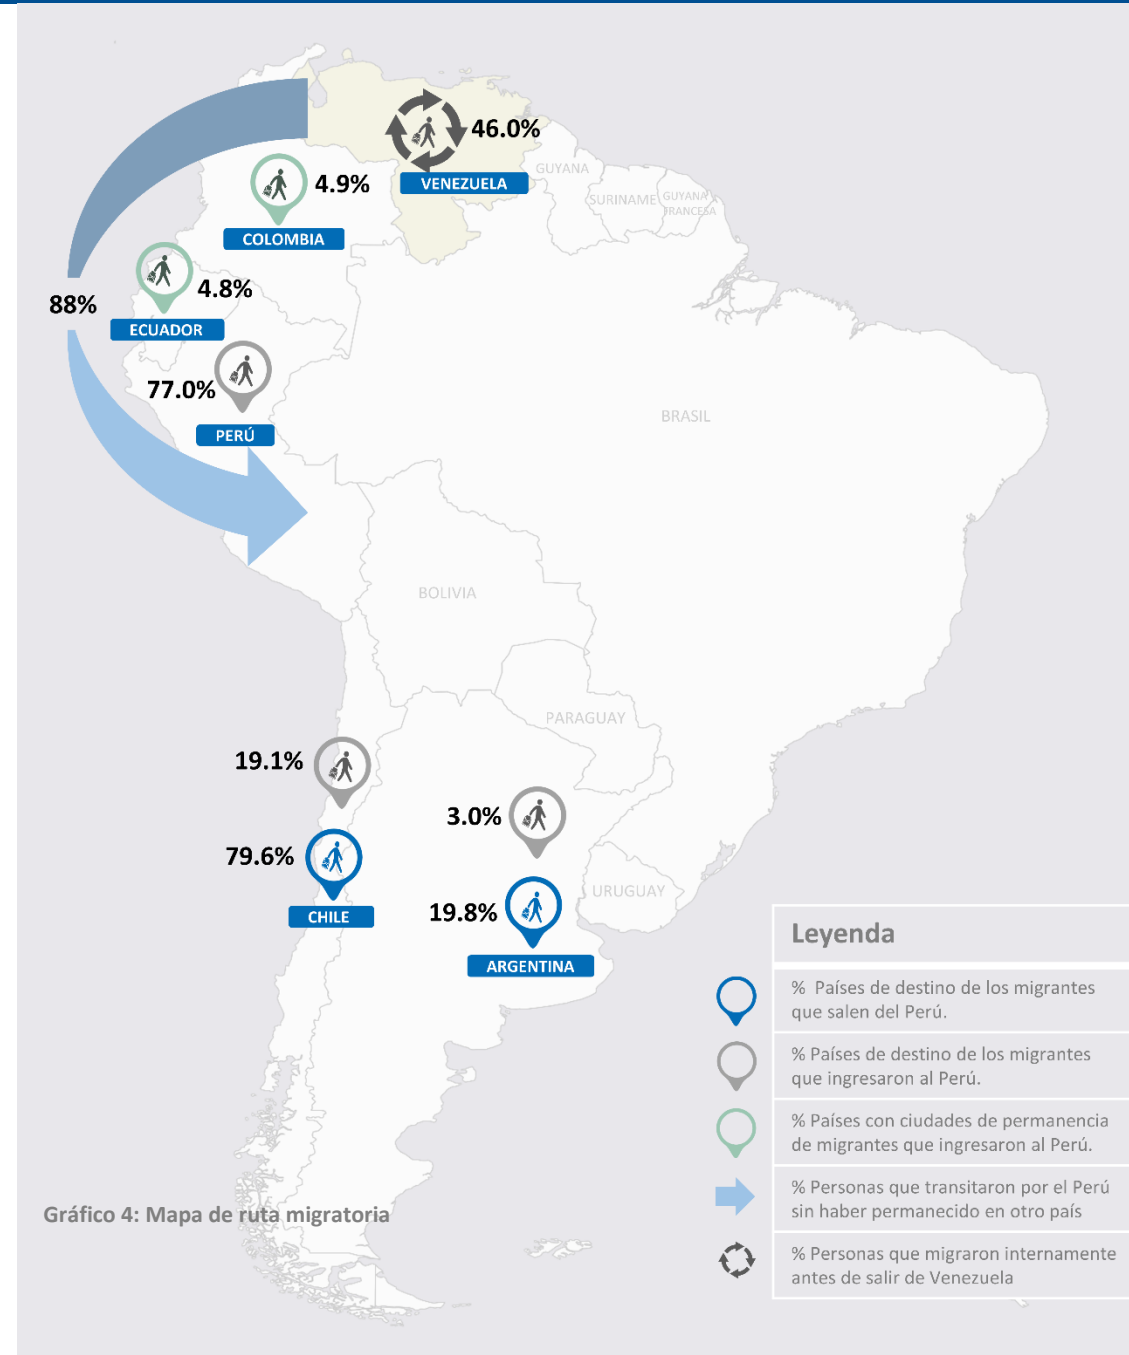 46.0%
VENEZUELA
GUYANA
SURINAME
GUYANA
FRANCESA
4.9%
COLOMBIA
4.8%
ECUADOR
88%
77.0%
PERÚ
BRASIL
BOLIVIA
PARAGUAY
19.1%
3.0%
79.6%
CHILE
URUGUAY
19.8%
ARGENTINA
Leyenda
% Países de destino de los migrantes
que salen del Perú.
% Países de destino de los migrantes
que ingresaron al Perú.
% Países con ciudades de permanencia
de migrantes que ingresaron al Perú.
% Personas que transitaron por el Perú
sin haber permanecido en otro país
% Personas que migraron internamente
antes de salir de Venezuela
Gráfico 4: Mapa de ruta migratoria